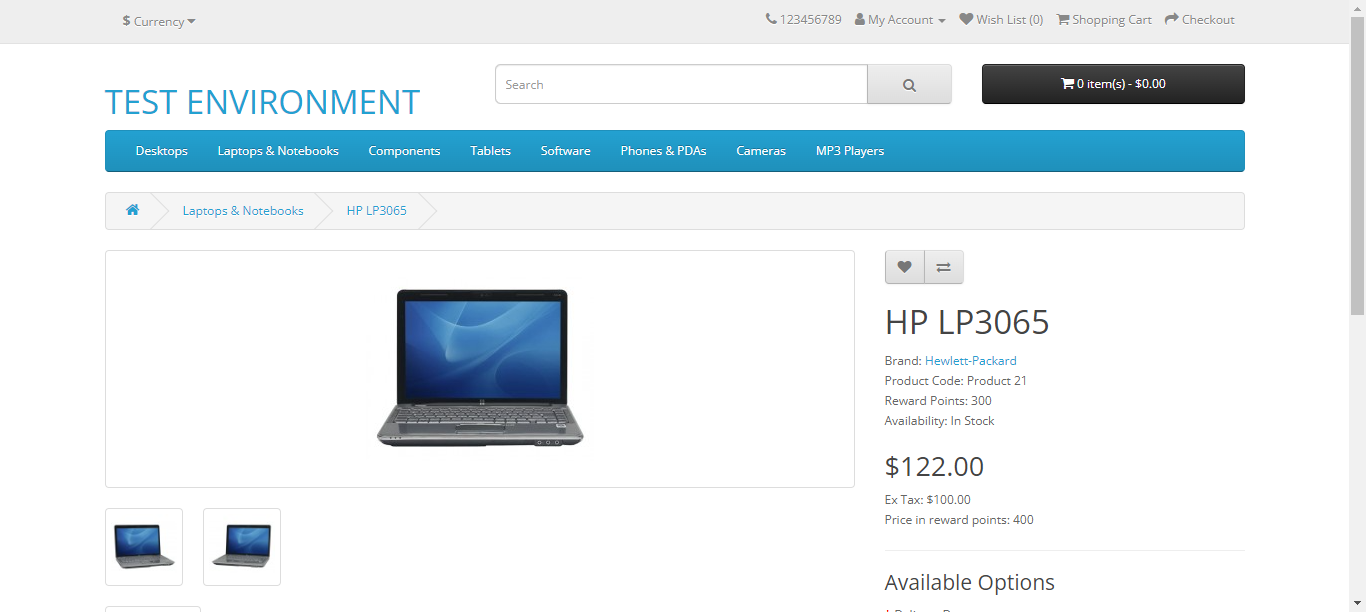 $ Currency
123456789 My Account Wish List (0) Shopping Cart Checkout
TEST ENVIRONMENT
Search
0 item(s) - $0.00
Desktops Laptops & Notebooks Components Tablets Software Phones & PDAs Cameras MP3 Players
Laptops & Notebooks HP LP3065
HP LP3065
Brand: Hewlett-Packard
Product Code: Product 21
Reward Points: 300
Availability: In Stock
$122.00
Ex Tax: $100.00
Price in reward points: 400
Available Options